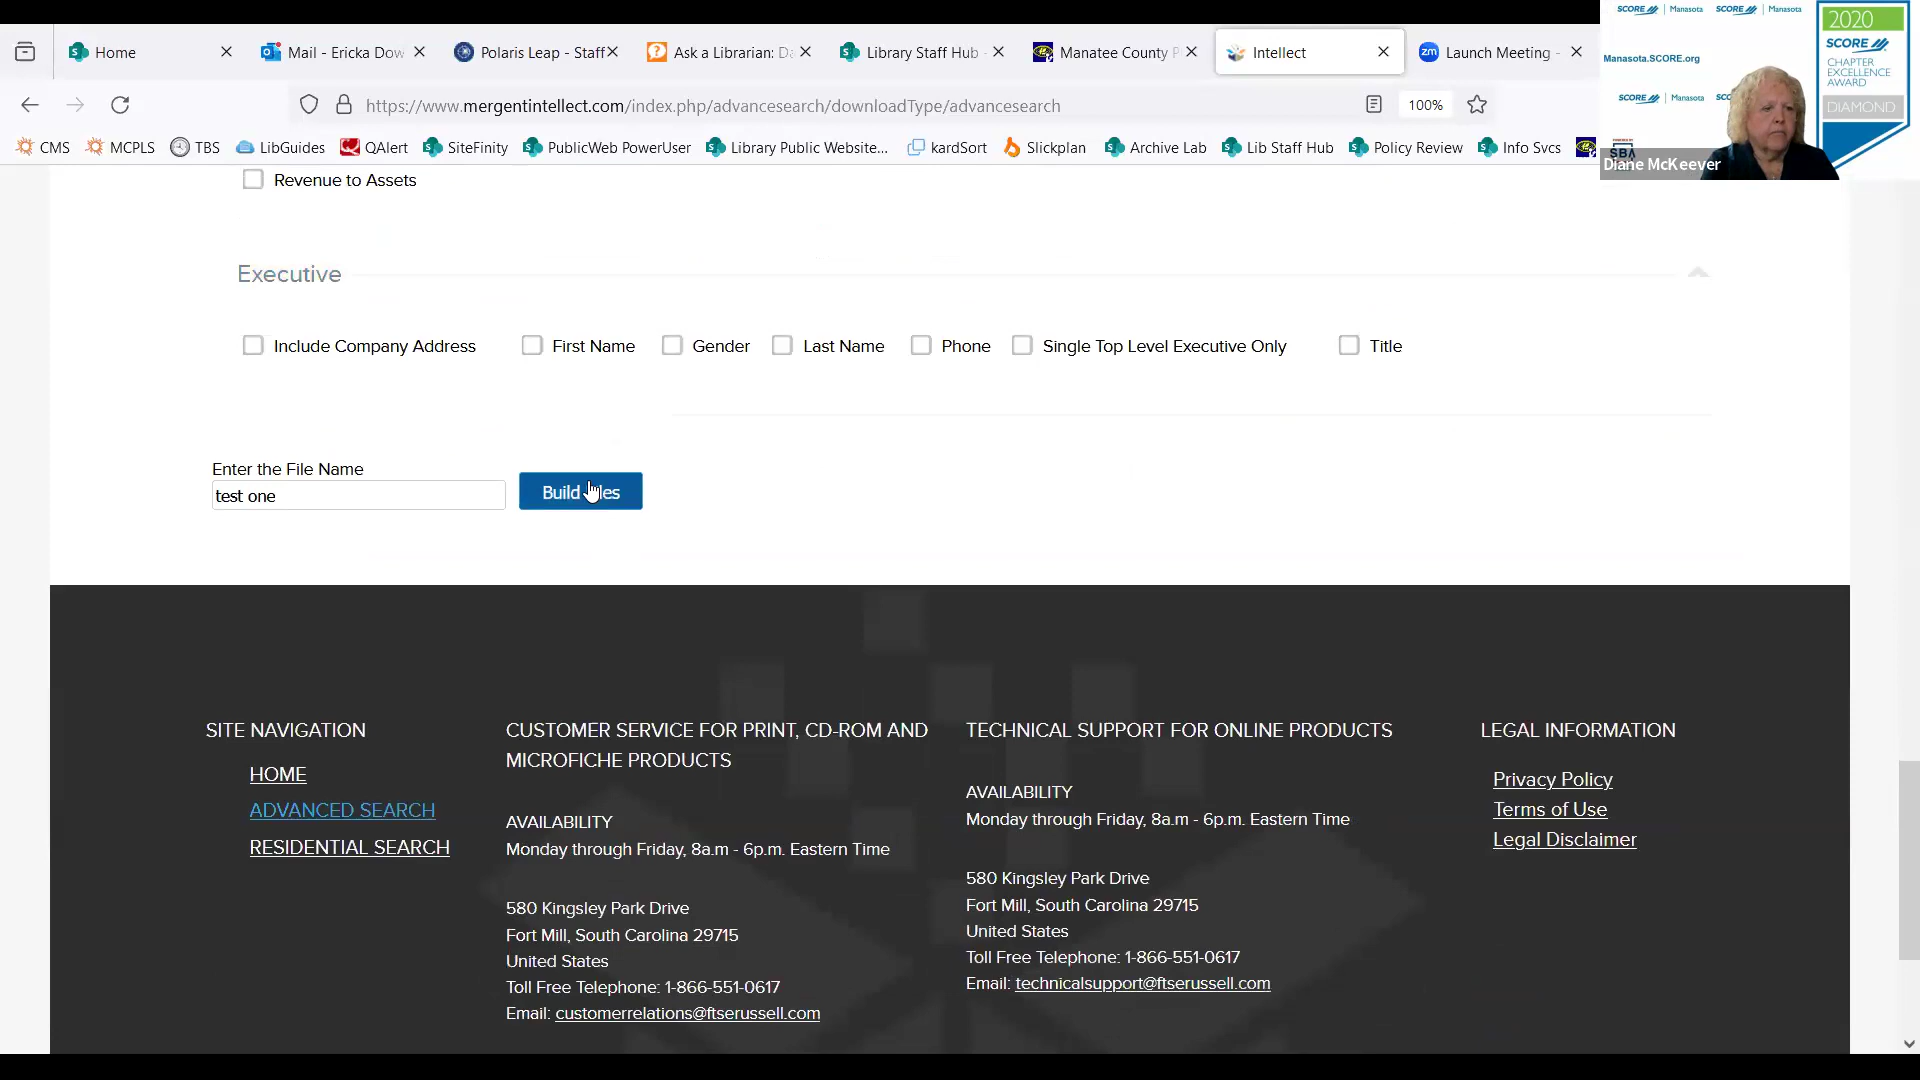 Home
Mail - Ericka Dow
Polaris Leap - Staff
Ask a Librarian: Da
Library Staff Hub -
Manatee County P
Intellect
Launch Meeting -
https://www.mergentintellect.com/index.php/advancesearch/downloadType/advancesearch
100%
CMS
MCPLS
TBS
LibGuides
QAlert
SiteFinity
PublicWeb PowerUser
Library Public Website...
kardSort
Slickplan
Archive Lab
Lib Staff Hub
Policy Review
Info Svcs
SCORE | Manasota SCORE | Manasota
Manasota.SCORE.org
SCORE | Manasota
SBA
Diane McKeever
2020
SCORE
CHAPTER
EXCELLENCE
AWARD
DIAMOND
Revenue to Assets
Executive
Include Company Address
First Name
Gender
Last Name
Phone
Single Top Level Executive Only
Title
Enter the File Name
test one
Build
SITE NAVIGATION
HOME
ADVANCED SEARCH
RESIDENTIAL SEARCH
CUSTOMER SERVICE FOR PRINT, CD-ROM AND
MICROFICHE PRODUCTS
AVAILABILITY
Monday through Friday, 8a.m - 6p.m. Eastern Time
580 Kingsley Park Drive
Fort Mill, South Carolina 29715
United States
Toll Free Telephone: 1-866-551-0617
Email: customerrelations@ftserussell.com
TECHNICAL SUPPORT FOR ONLINE PRODUCTS
AVAILABILITY
Monday through Friday, 8a.m - 6p.m. Eastern Time
580 Kingsley Park Drive
Fort Mill, South Carolina 29715
United States
Toll Free Telephone: 1-866-551-0617
Email: technicalsupport@ftserussell.com
LEGAL INFORMATION
Privacy Policy
Terms of Use
Legal Disclaimer